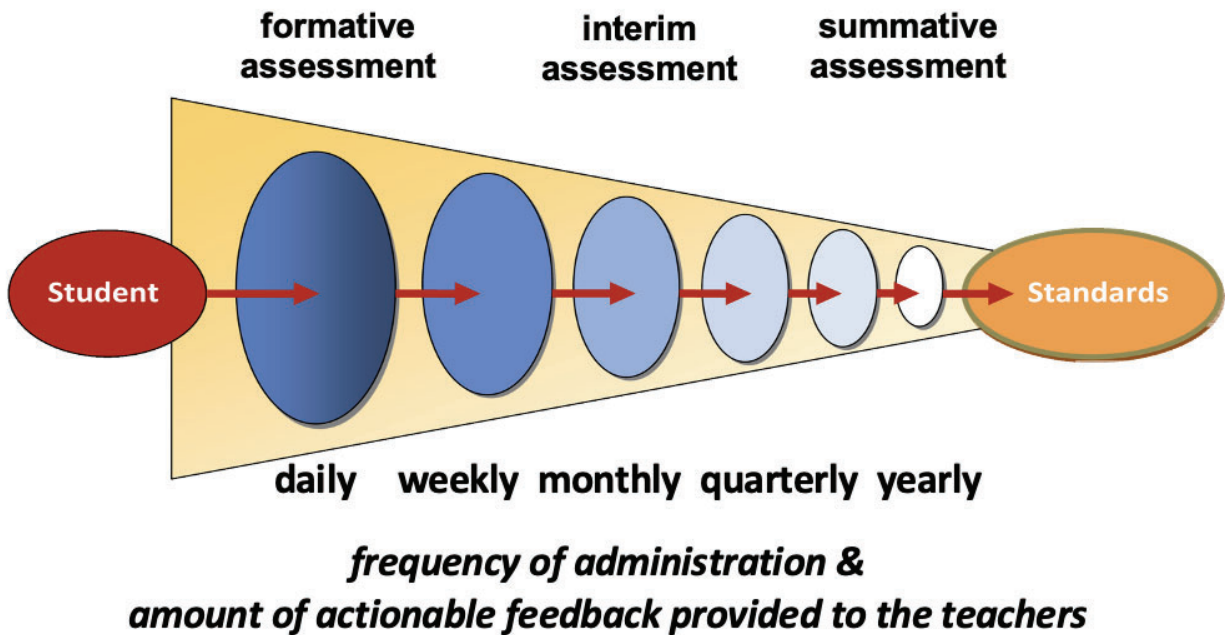 formative
assessment
interim
assessment
summative
assessment
Student
Standards
daily weekly monthly quarterly yearly
frequency of administration &
amount of actionable feedback provided to the teachers